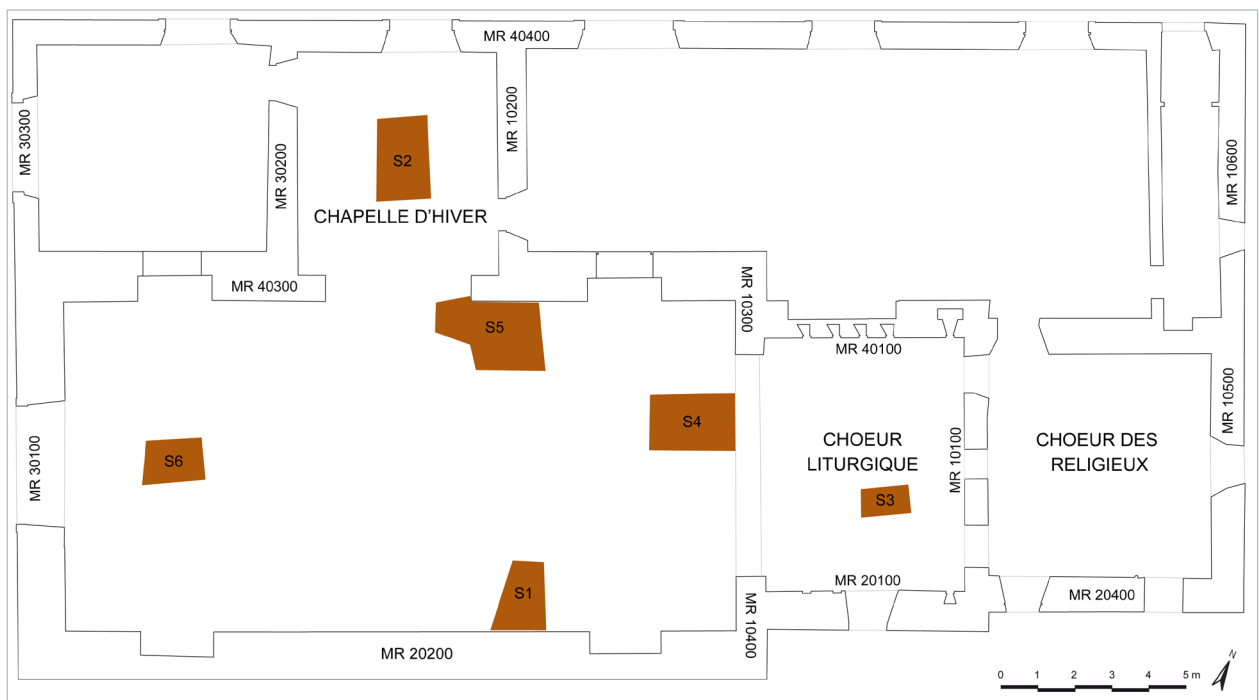 MR 40400
MR 30300
MR 30200
MR 10200
MR 10600
S2
CHAPELLE D'HIVER
MR 40300
MR 10300
S5
MR 40100
MR 10500
S4
MR 30100
S6
CHOEUR
LITURGIQUE
MR 10100
CHOEUR DES
RELIGIEUX
S3
S1
MR 20100
MR 20400
MR 10400
MR 20200
N
0 1 2 3 4 5 m